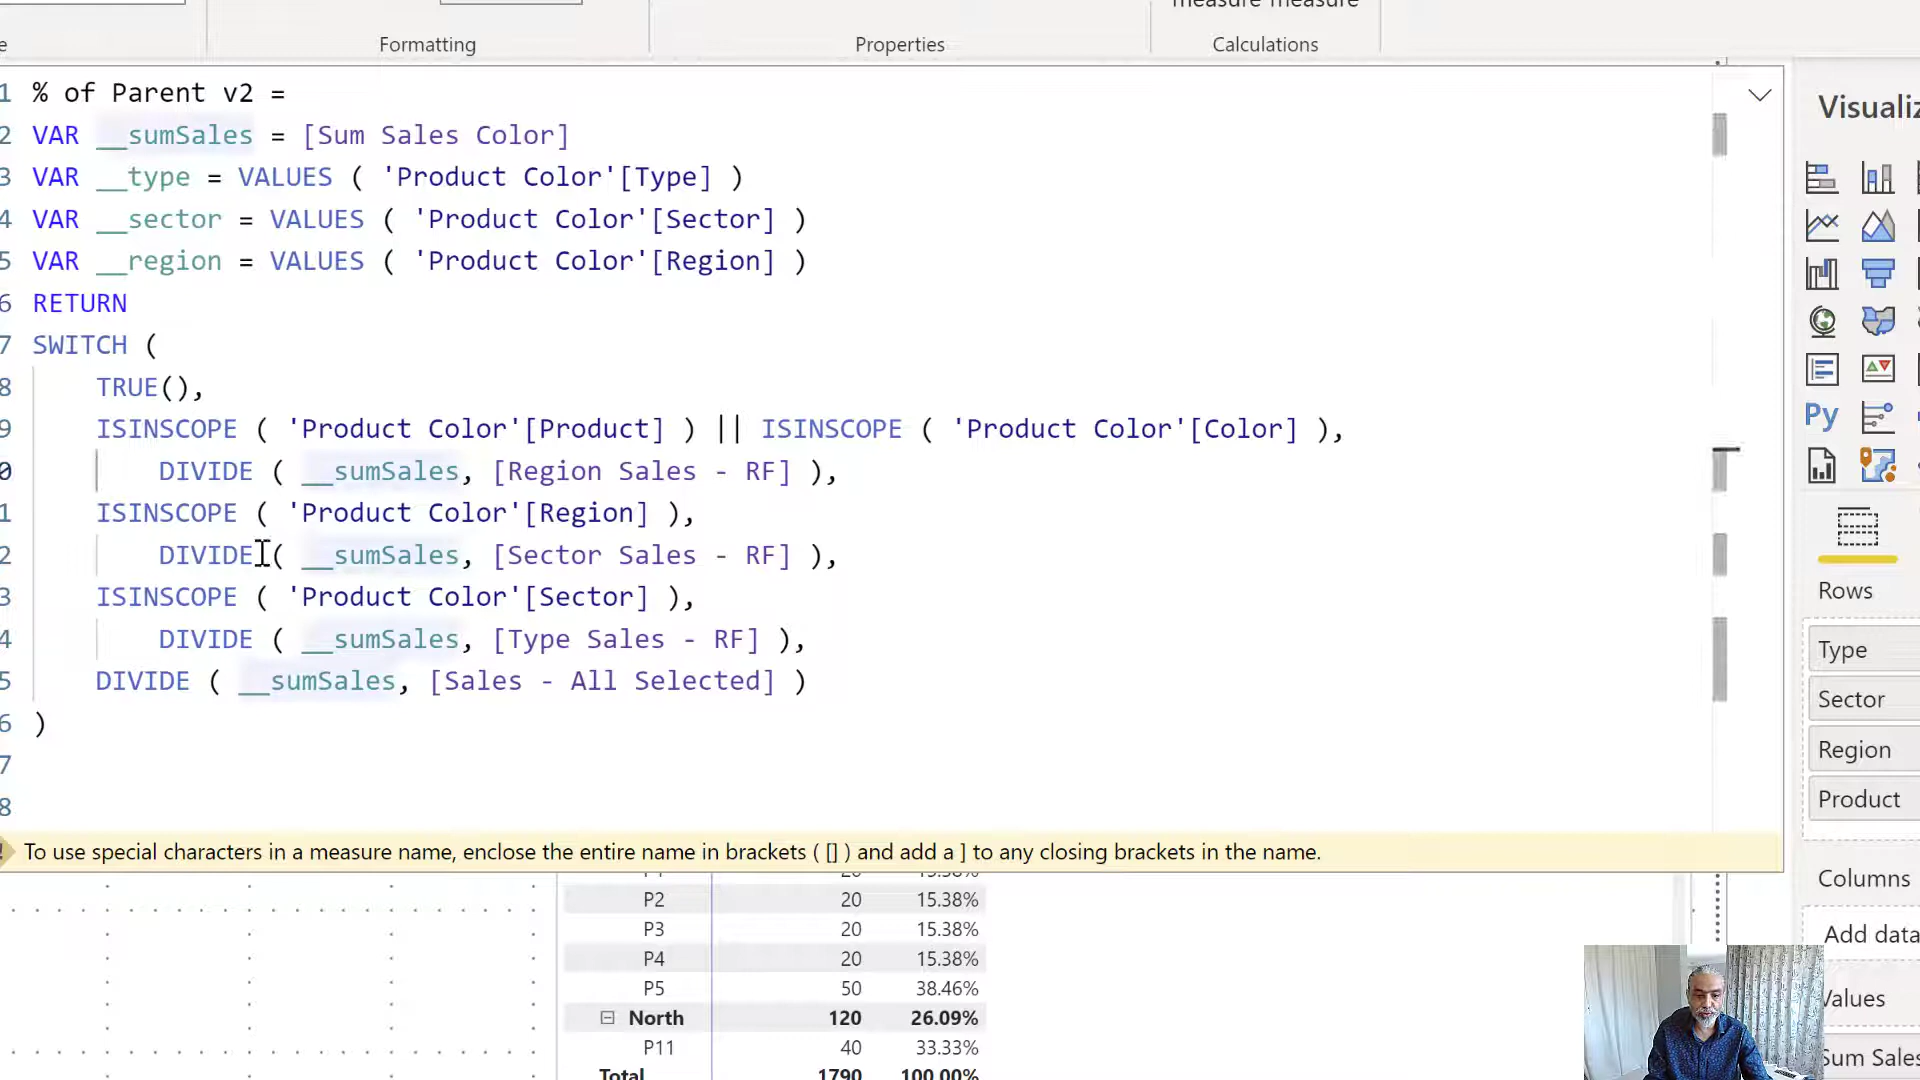 measure measure
Formatting
Properties
Calculations
1 % of Parent v2 =
2 VAR __sumSales = [Sum Sales Color]
3 VAR __type = VALUES ( 'Product Color'[Type] )
4 VAR __sector = VALUES ( 'Product Color'[Sector] )
5 VAR __region = VALUES ( 'Product Color'[Region] )
6 RETURN
7 SWITCH (
8 TRUE(),
9 ISINSCOPE ( 'Product Color'[Product] ) || ISINSCOPE ( 'Product Color'[Color] ),
0 DIVIDE ( __sumSales, [Region Sales - RF] ),
1 ISINSCOPE ( 'Product Color'[Region] ),
2 DIVIDE ( __sumSales, [Sector Sales - RF] ),
3 ISINSCOPE ( 'Product Color'[Sector] ),
4 DIVIDE ( __sumSales, [Type Sales - RF] ),
5 DIVIDE ( __sumSales, [Sales - All Selected] )
6 )
7
8
To use special characters in a measure name, enclose the entire name in brackets ( [] ) and add a ] to any closing brackets in the name.
P2 20 15.38%
P3 20 15.38%
P4 20 15.38%
P5 50 38.46%
North 120 26.09%
P11 40 33.33%
Total 1790 100.00%
Visualiz
Py
Rows
Type
Sector
Region
Product
Columns
Add data
Values
Sum Sales